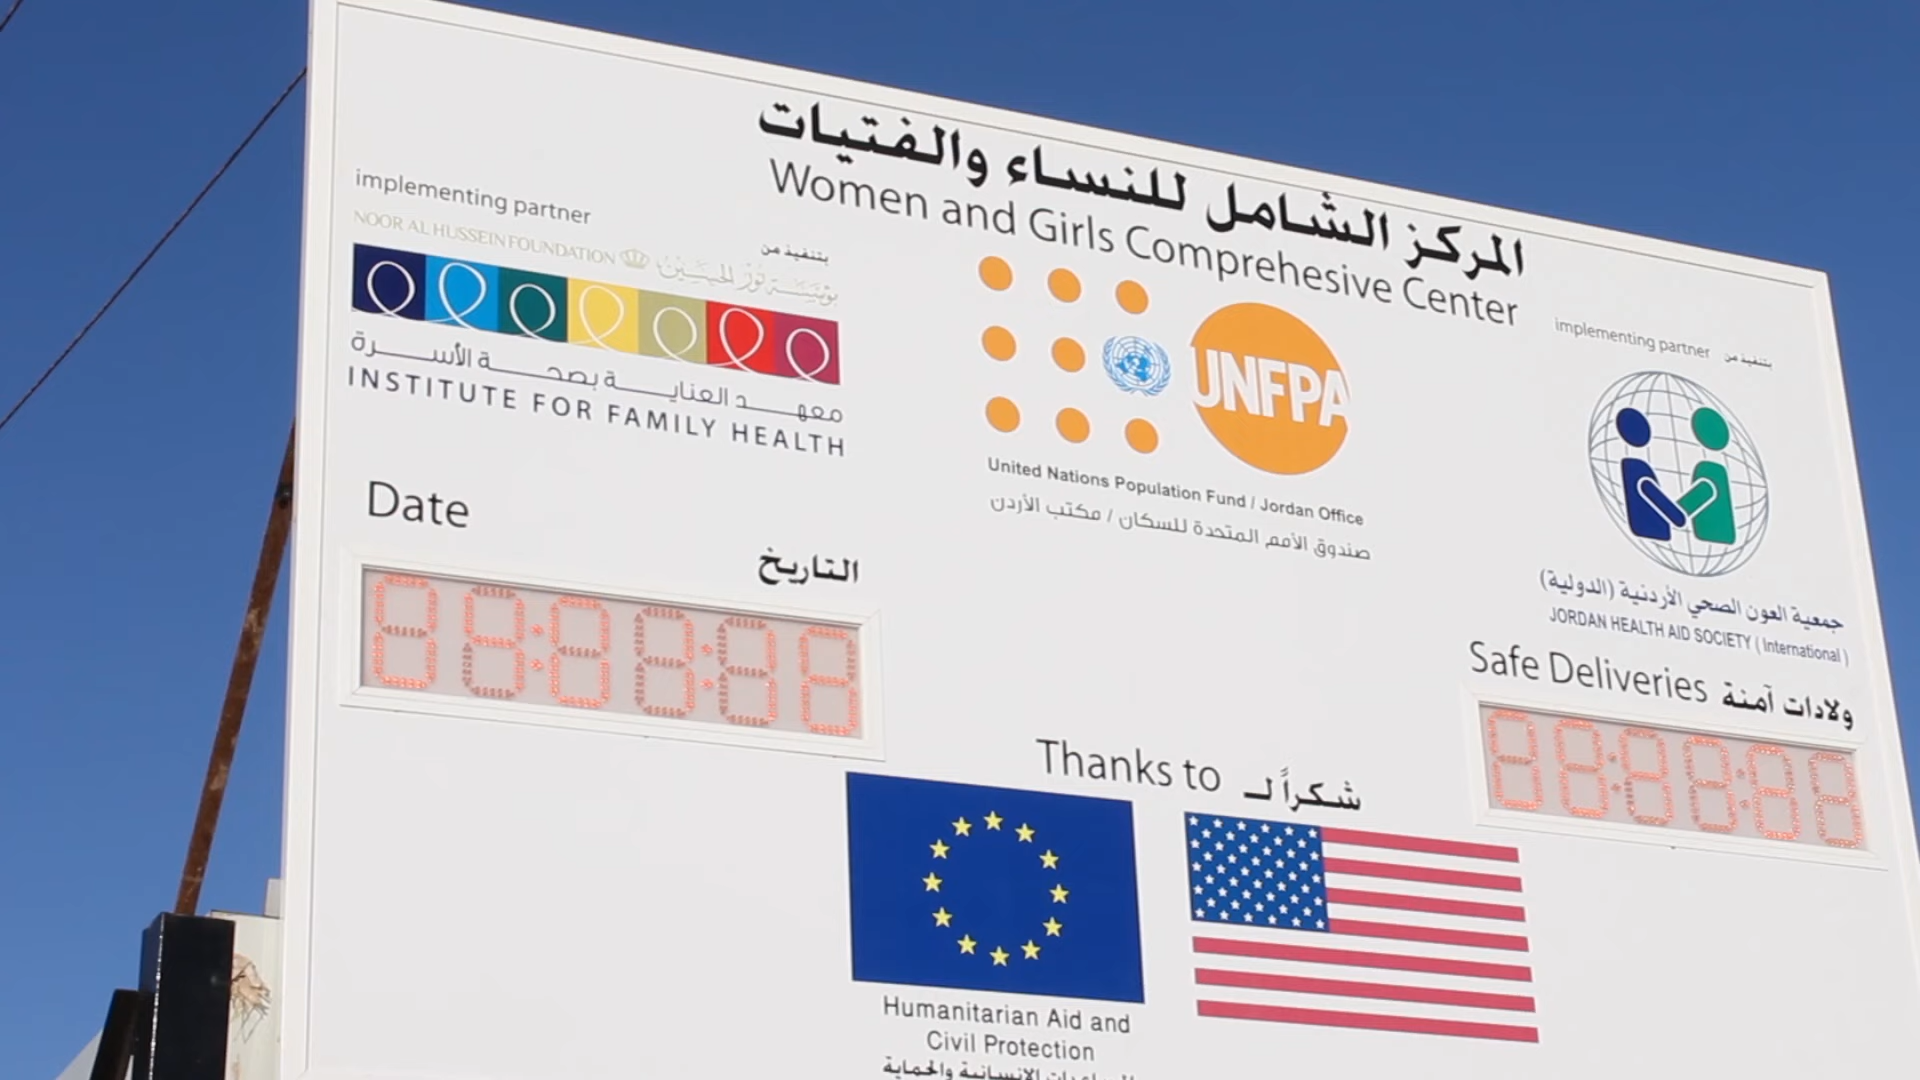 المركز الشامل للنساء والفتيات
Women and Girls Comprehesive Center
implementing partner
بتنفيذ من
NOOR AL HUSSEIN FOUNDATION
مؤسسة نور الحسين
معهد العناية بصحة الأسرة
INSTITUTE FOR FAMILY HEALTH
UNFPA
United Nations Population Fund / Jordan Office
صندوق الأمم المتحدة للسكان / مكتب الأردن
implementing partner بتنفيذ من
جمعية العون الصحي الأردنية (الدولية)
JORDAN HEALTH AID SOCIETY ( International )
Date
التاريخ
Safe Deliveries ولادات آمنة
Thanks to شكراً لـ
Humanitarian Aid and
Civil Protection
الإنسانية والحماية